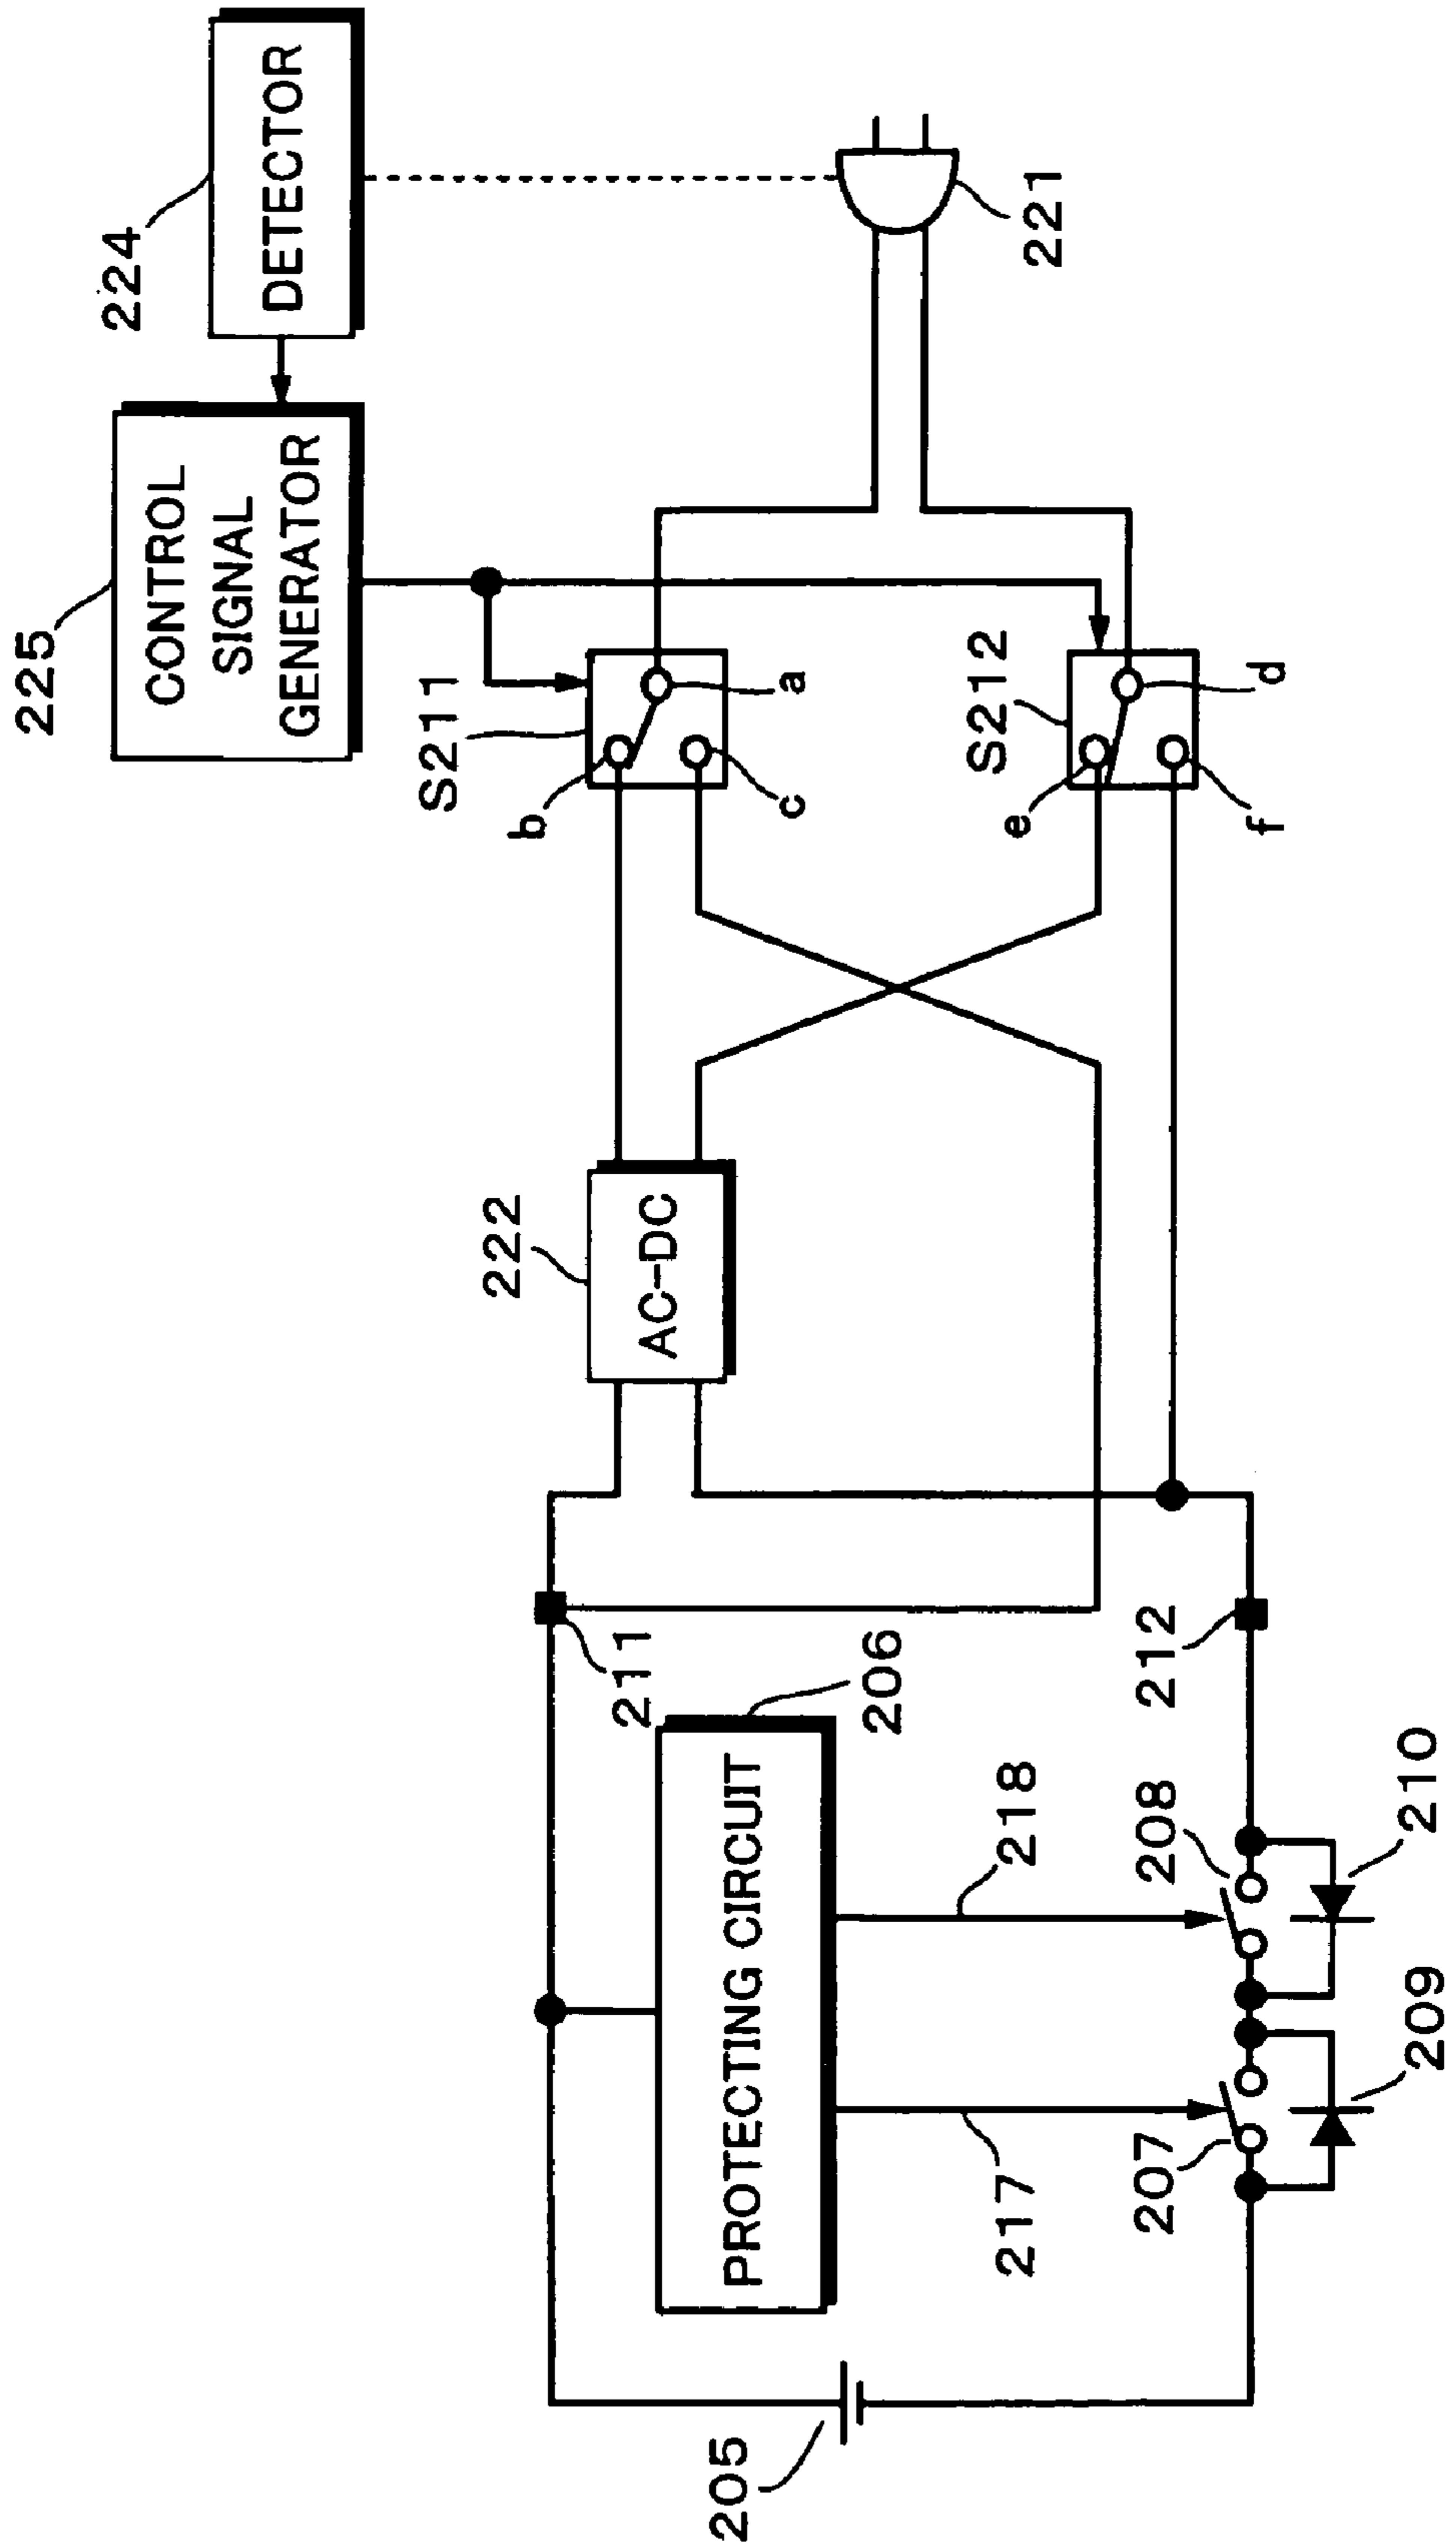 224
DETECTOR
225
CONTROL
SIGNAL
GENERATOR
221
S211
a
b
c
S212
d
e
f
222
AC-DC
211
212
206
PROTECTING CIRCUIT
217
218
207
208
209
210
205